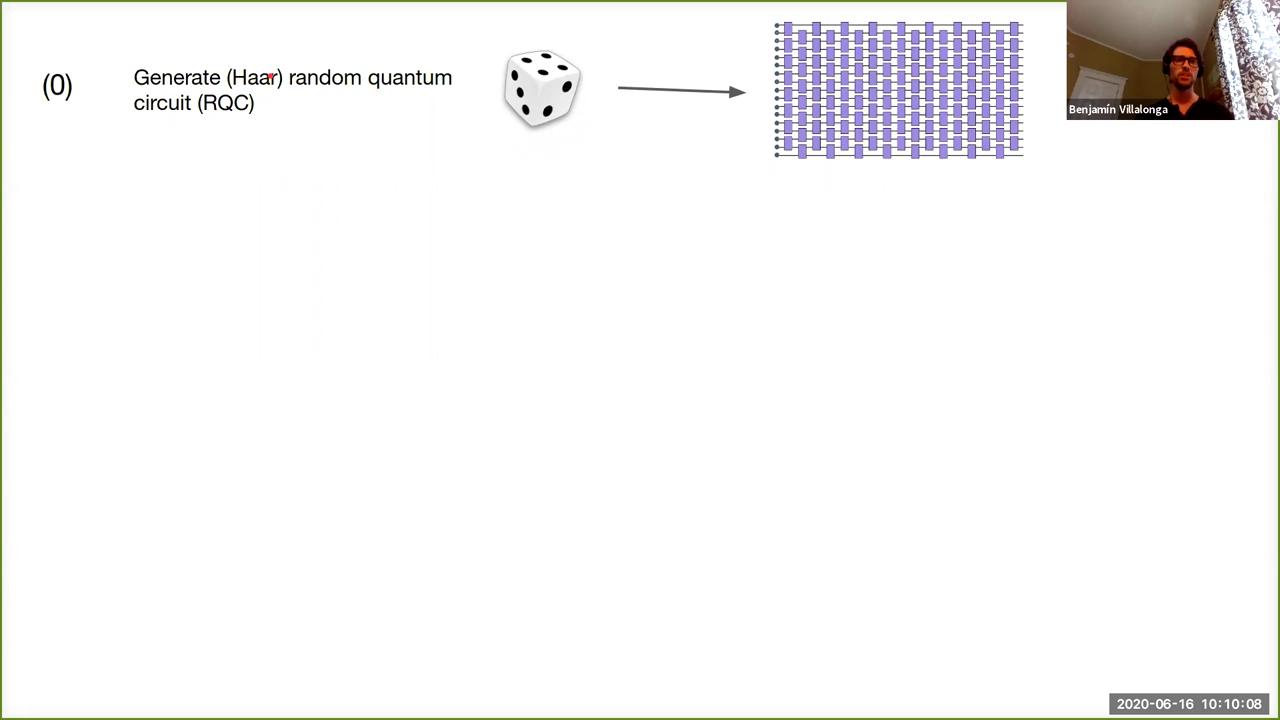 (0)
Generate (Haar) random quantum
circuit (RQC)
Benjamín Villalonga
2020-06-16 10:10:08